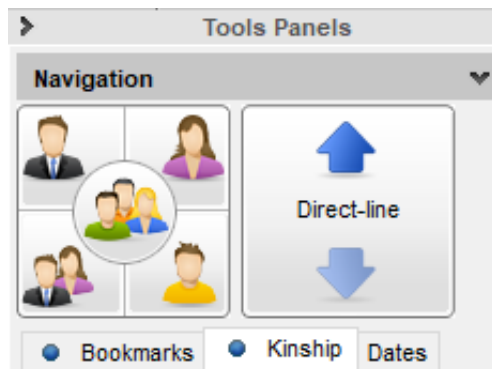 Tools Panels
Navigation
Direct-line
Bookmarks Kinship Dates